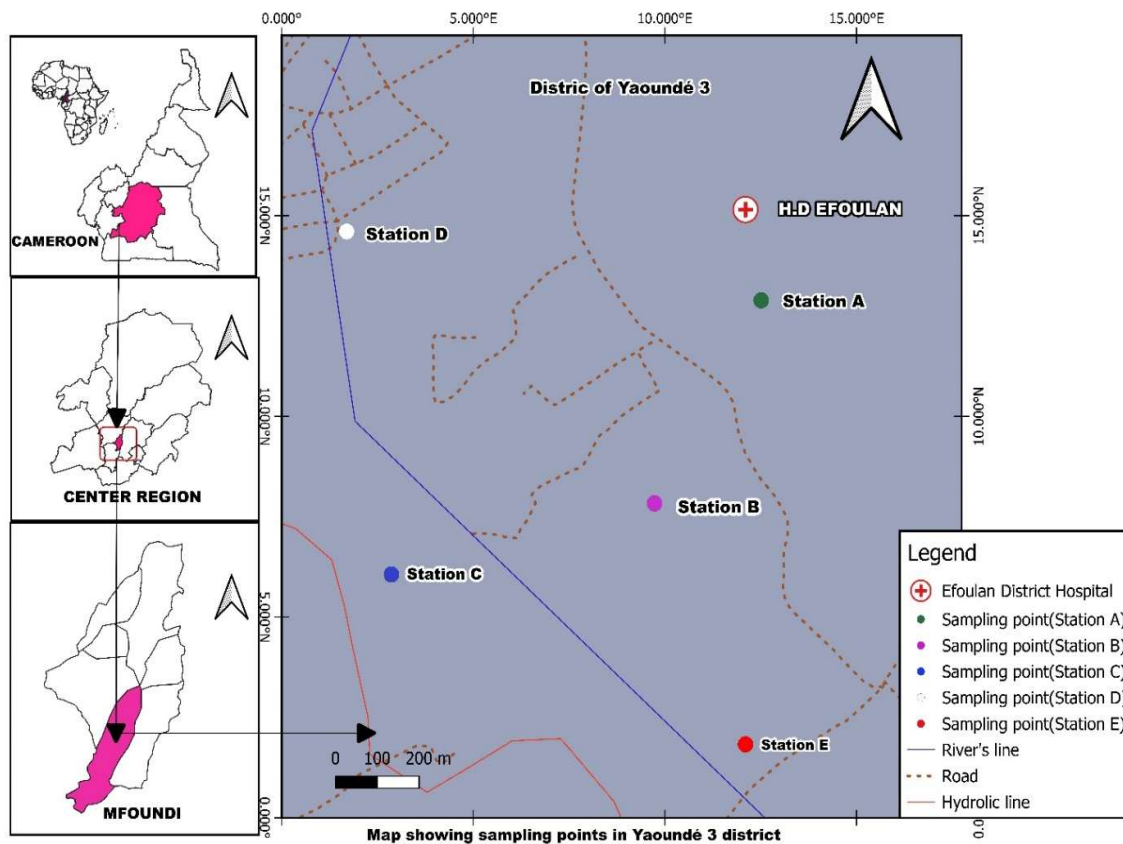 0.000° 5.000°E 10.000°E 15.000°E
Distric of Yaoundé 3
CAMEROON
15.000°N
H.D EFOULAN
15.000°N
Station D
Station A
10.000°N
10.000°N
CENTER REGION
Station B
Station C
5.000°N
Legend
Efoulan District Hospital
Sampling point(Station A)
Sampling point(Station B)
Sampling point(Station C)
Sampling point(Station D)
Sampling point(Station E)
River's line
Road
Hydrolic line
Station E
0 100 200 m
MFOUNDI
0.000°
0.0
Map showing sampling points in Yaoundé 3 district